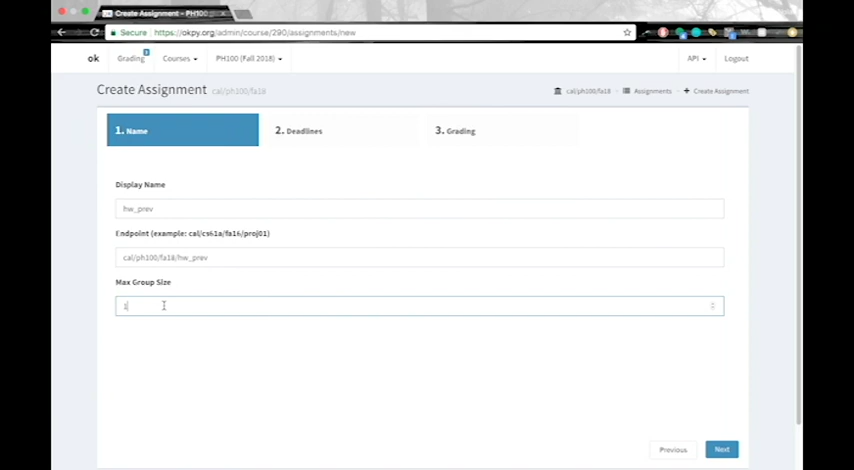 Create Assignment – PH100
Secure https://okpy.org/admin/course/290/assignments/new
ok Grading Courses PH100 (Fall 2018) API Logout
Create Assignment cal/ph100/fa18 cal/ph100/fa18 Assignments Create Assignment
1. Name 2. Deadlines 3. Grading
Display Name
hw_prev
Endpoint (example: cal/cs61a/fa16/proj01)
cal/ph100/fa18/hw_prev
Max Group Size
1
Previous Next